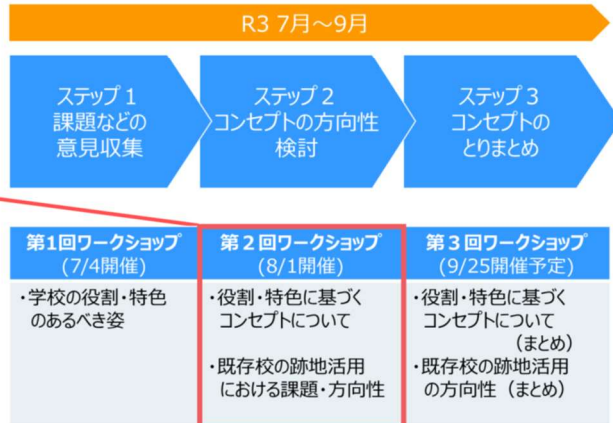 R3 7月～9月
ステップ１
課題などの
意見収集
ステップ２
コンセプトの方向性
検討
ステップ３
コンセプトの
とりまとめ
第1回ワークショップ
(7/4開催)
・学校の役割・特色
のあるべき姿
第２回ワークショップ
(8/1開催)
・役割・特色に基づく
コンセプトについて
・既存校の跡地活用
における課題・方向性
第３回ワークショップ
(9/25開催予定)
・役割・特色に基づく
コンセプトについて
（まとめ）
・既存校の跡地活用
の方向性（まとめ）